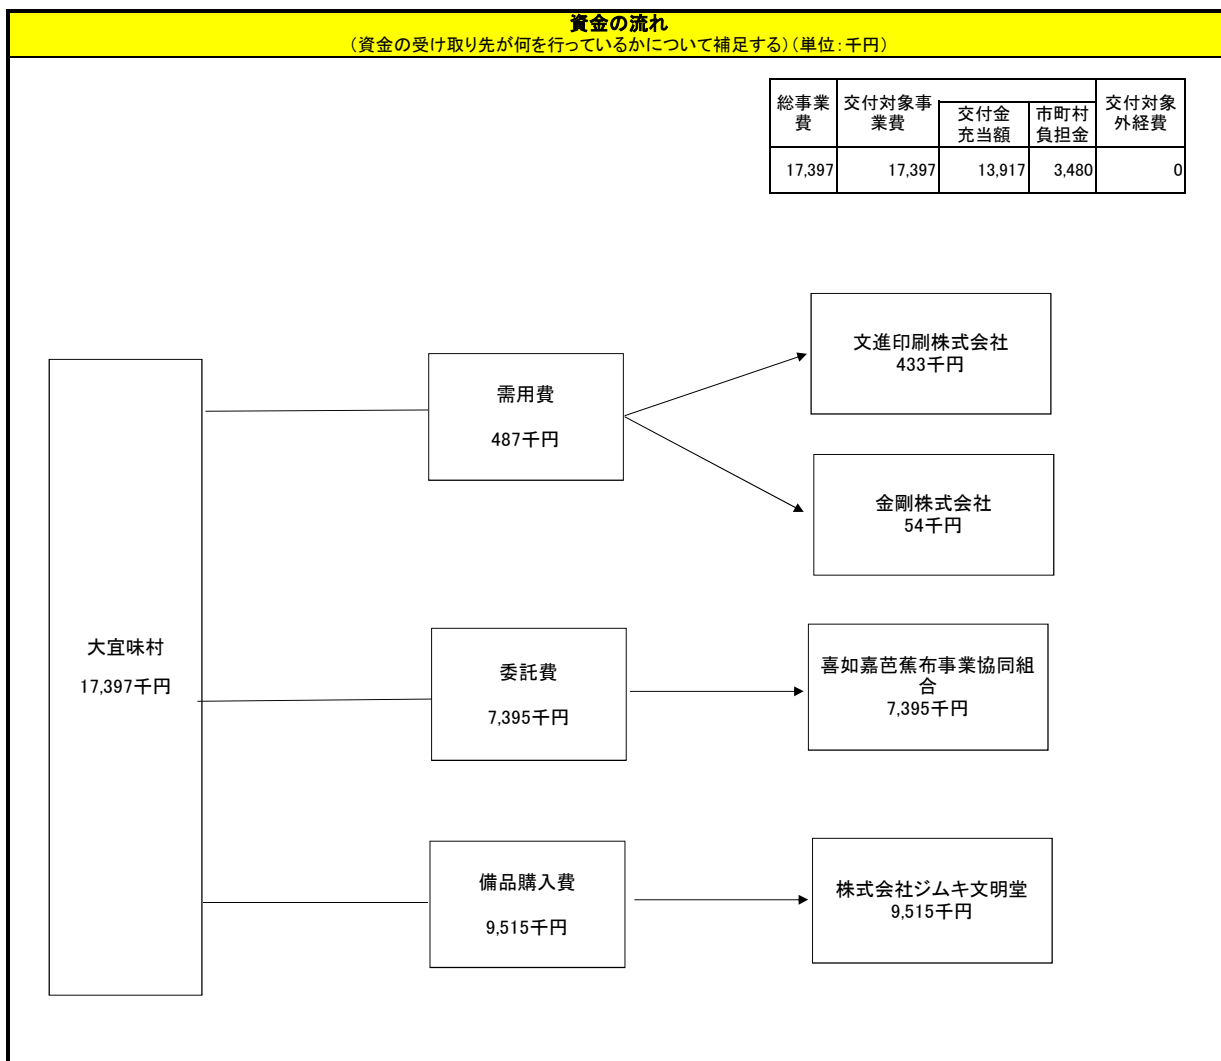 資金の流れ
（資金の受け取り先が何を行っているかについて補足する）（単位：千円）
総事業
費
交付対象事
業費
交付金
充当額
市町村
負担金
交付対象
外経費
17,397
17,397
13,917
3,480
0
文進印刷株式会社
433千円
需用費
487千円
金剛株式会社
54千円
大宜味村
17,397千円
委託費
7,395千円
喜如嘉芭蕉布事業協同組
合
7,395千円
備品購入費
9,515千円
株式会社ジムキ文明堂
9,515千円